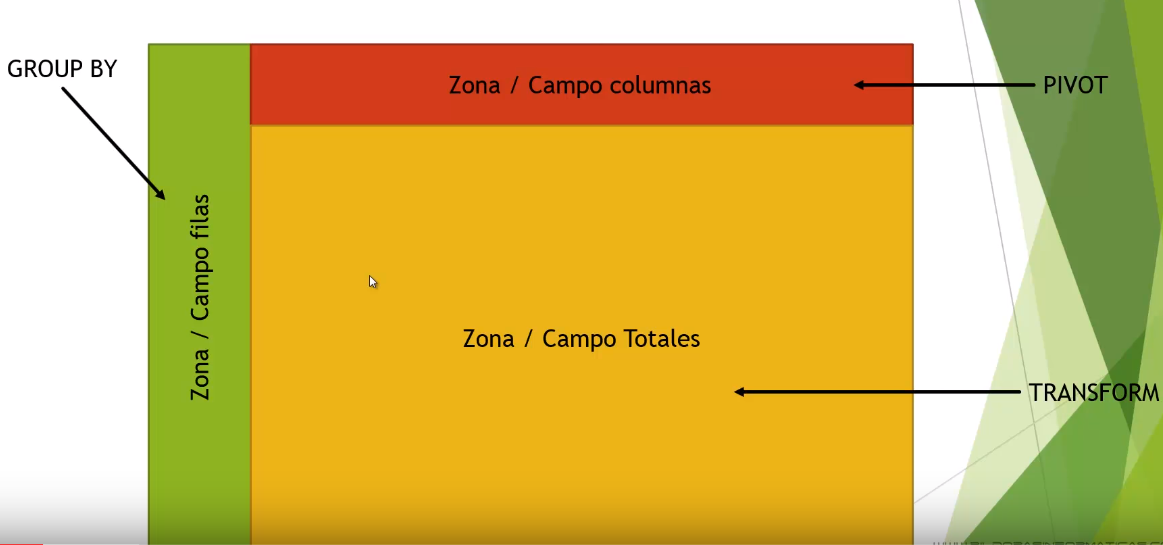 GROUP BY
Zona / Campo columnas
PIVOT
Zona / Campo filas
Zona / Campo Totales
TRANSFORM